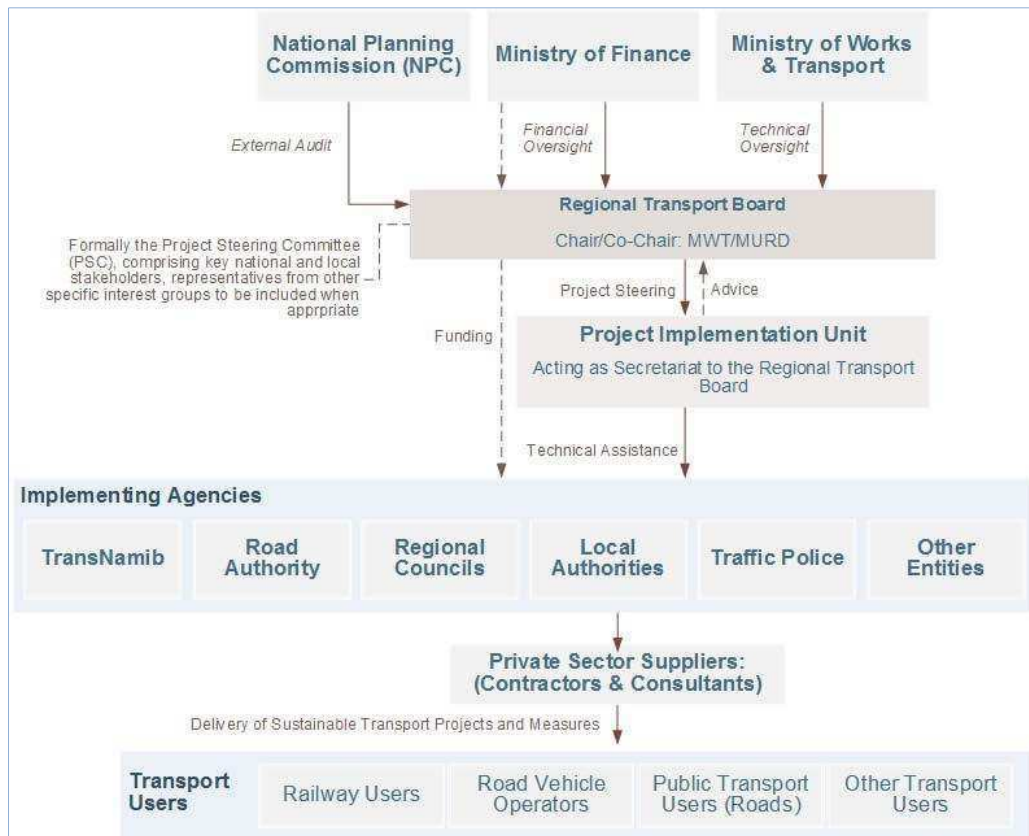 National Planning
Commission (NPC)
Ministry of Finance
Ministry of Works
& Transport
External Audit
Financial
Oversight
Technical
Oversight
Regional Transport Board
Chair/Co-Chair: MWT/MURD
Formally the Project Steering Committee
(PSC), comprising key national and local
stakeholders, representatives from other
specific interest groups to be included when
apprpriate
Project Steering
Advice
Funding
Project Implementation Unit
Acting as Secretariat to the Regional Transport
Board
Technical Assistance
Implementing Agencies
TransNamib
Road
Authority
Regional
Councils
Local
Authorities
Traffic Police
Other
Entities
Private Sector Suppliers:
(Contractors & Consultants)
Delivery of Sustainable Transport Projects and Measures
Transport
Users
Railway Users
Road Vehicle
Operators
Public Transport
Users (Roads)
Other Transport
Users